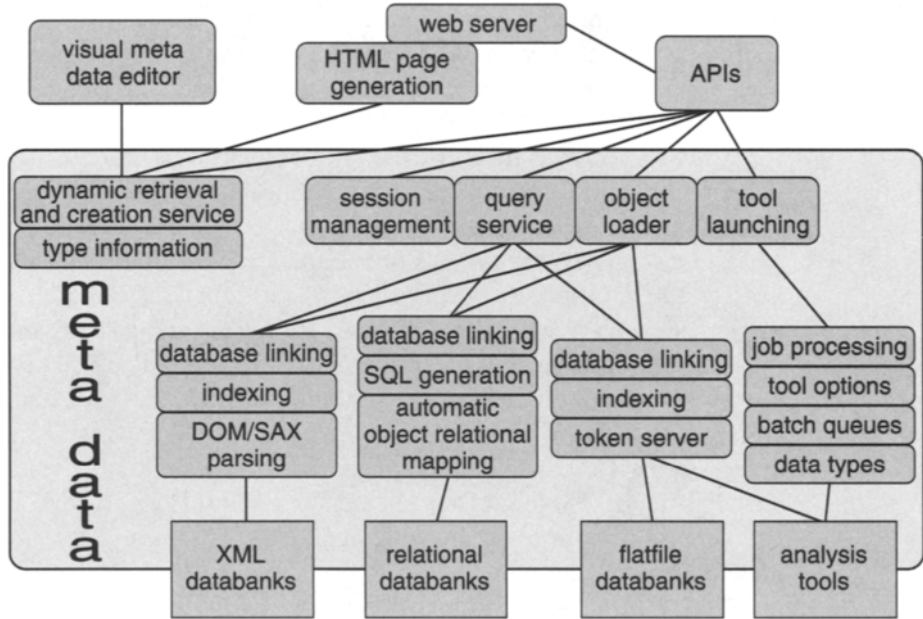 web server
visual meta
data editor
HTML page
generation
APIs
dynamic retrieval
and creation service
type information
session
management
query
service
object
loader
tool
launching
meta data
database linking
indexing
DOM/SAX
parsing
database linking
SQL generation
automatic
object relational
mapping
database linking
indexing
token server
job processing
tool options
batch queues
data types
XML
databanks
relational
databanks
flatfile
databanks
analysis
tools